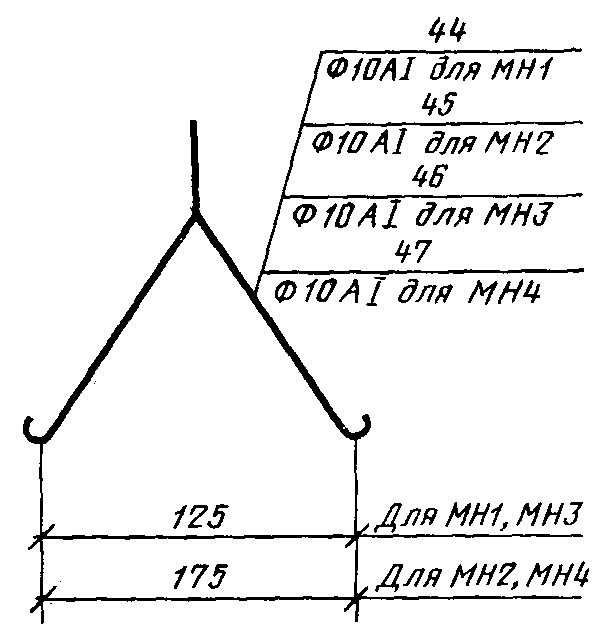 44
Ф10АI для МН1
45
Ф10АI для МН2
46
Ф10АI для МН3
47
Ф10АI для МН4
125 Для МН1, МН3
175 Для МН2, МН4